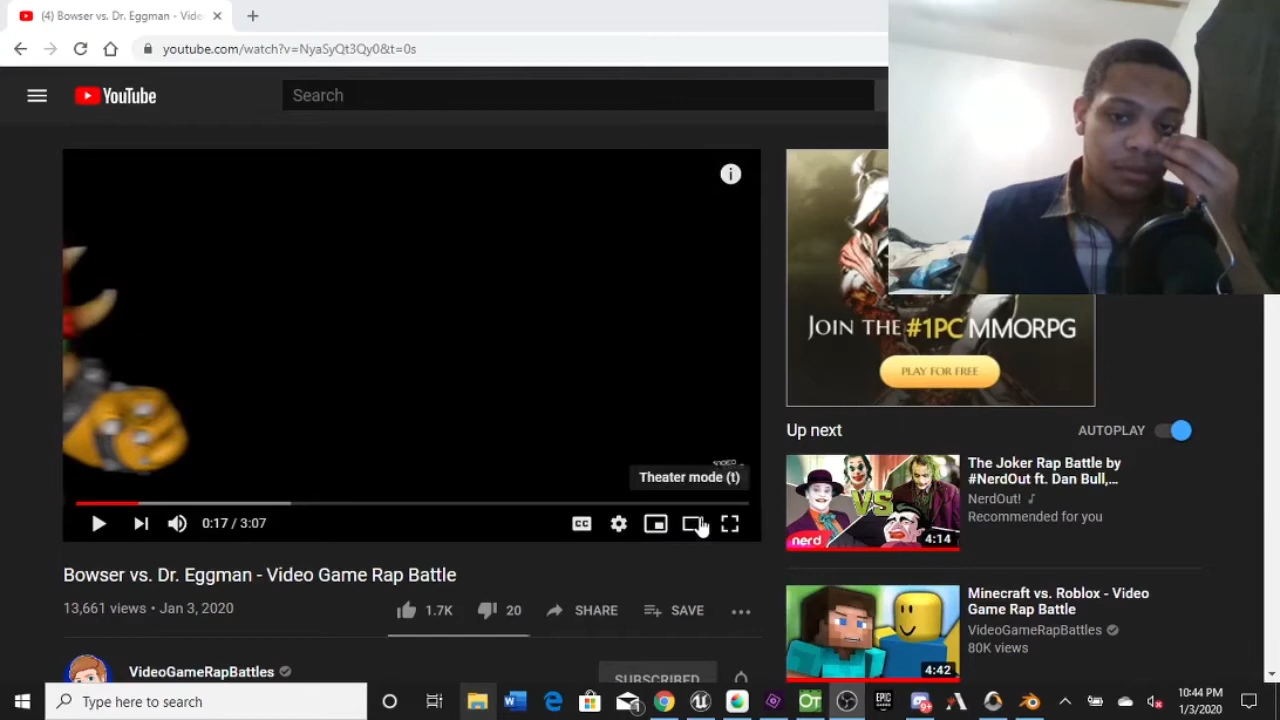 (4) Bowser vs. Dr. Eggman - Vide
youtube.com/watch?v=NyaSyQt3Qy0&t=0s
YouTube
Search
i
JOIN THE #1PC MMORPG
PLAY FOR FREE
Theater mode (t)
0:17 / 3:07
CC
Up next
AUTOPLAY
The Joker Rap Battle by
#NerdOut ft. Dan Bull,...
NerdOut!
Recommended for you
VS
nerd
4:14
Bowser vs. Dr. Eggman - Video Game Rap Battle
13,661 views • Jan 3, 2020
1.7K
20
SHARE
SAVE
Minecraft vs. Roblox - Video
Game Rap Battle
VideoGameRapBattles
80K views
4:42
VideoGameRapBattles
SUBSCRIBED
Type here to search
EPIC
OT
10:44 PM
1/3/2020